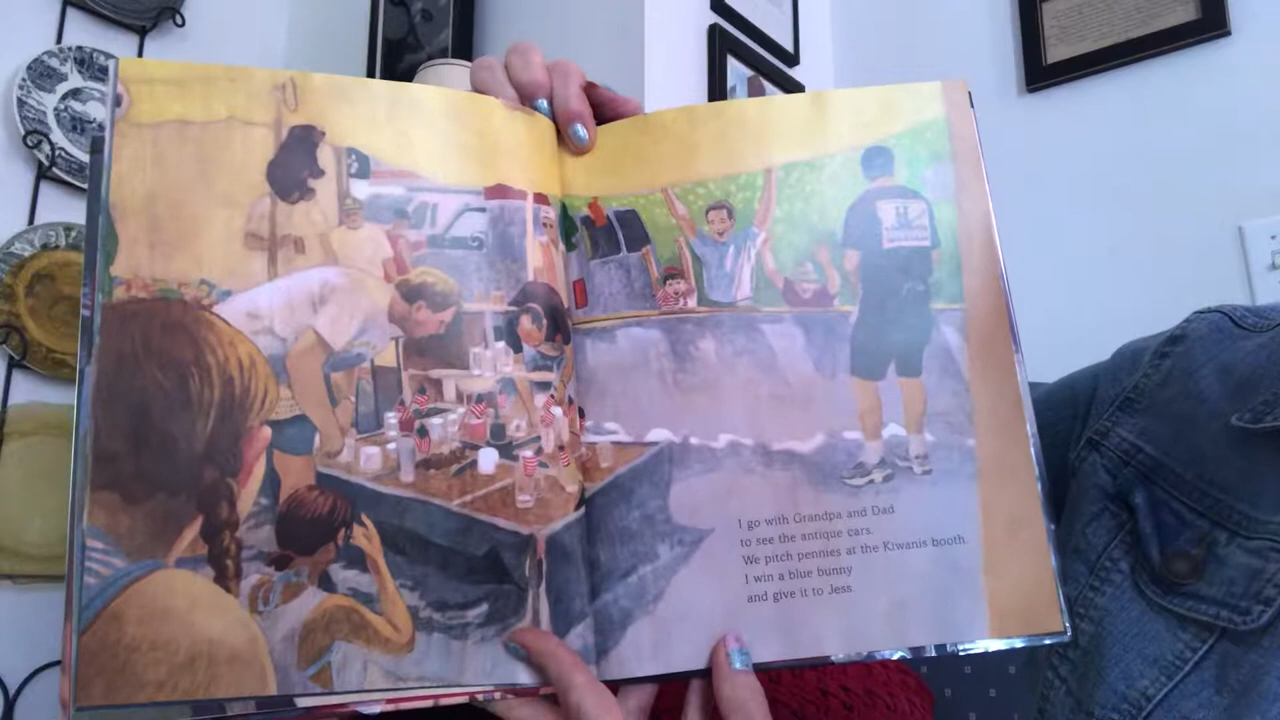 I go with Grandpa and Dad
to see the antique cars.
We pitch pennies at the Kiwanis booth.
I win a blue bunny
and give it to Jess.